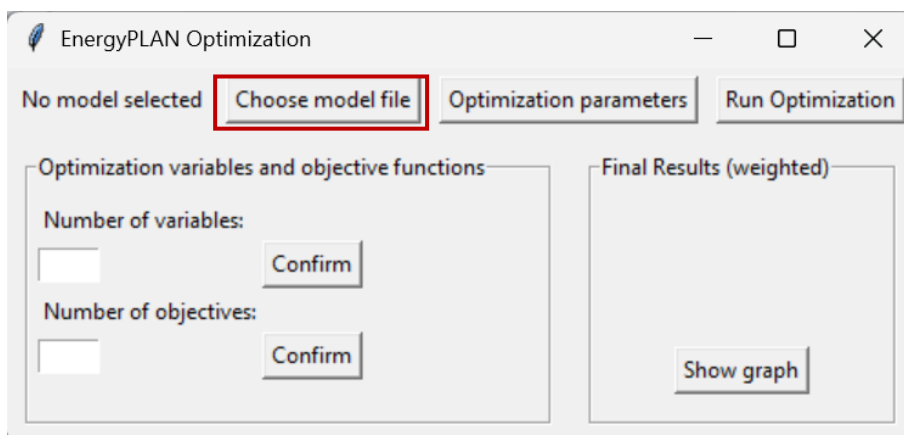 EnergyPLAN Optimization
No model selected Choose model file Optimization parameters Run Optimization
Optimization variables and objective functions
Number of variables:
Confirm
Number of objectives:
Confirm
Final Results (weighted)
Show graph